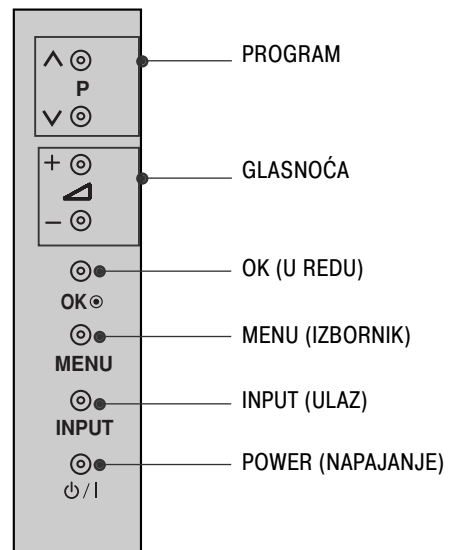 PROGRAM
P
+
GLASNOĆA
−
OK (U REDU)
OK
MENU (IZBORNIK)
MENU
INPUT (ULAZ)
INPUT
POWER (NAPAJANJE)
⏻/I